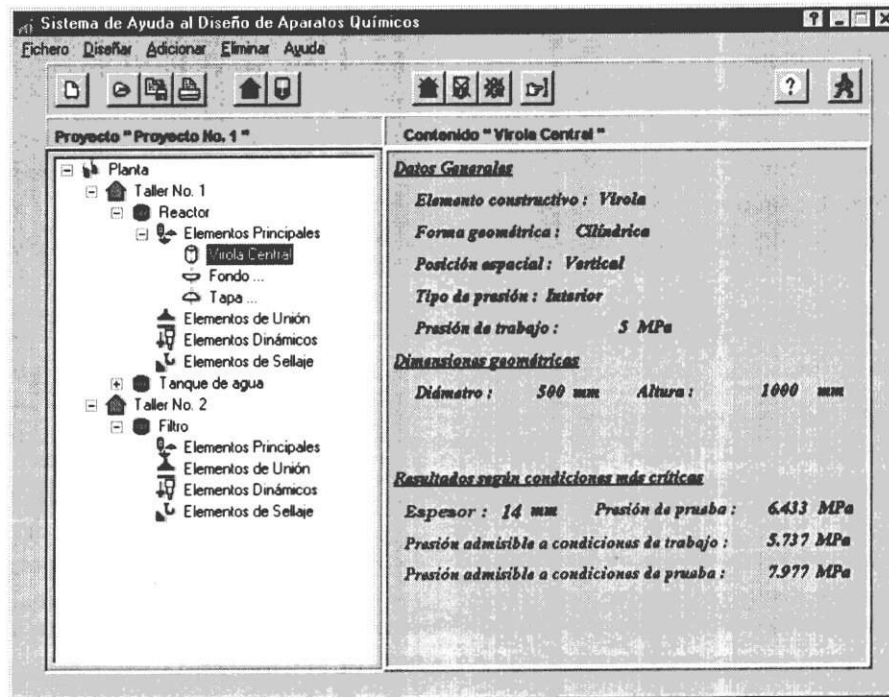 Sistema de Ayuda al Diseño de Aparatos Químicos
Fichero Diseñar Adicionar Eliminar Ayuda
Proyecto " Proyecto No. 1 "
Contenido " Virola Central "
Planta
Taller No. 1
Reactor
Elementos Principales
Virola Central
Fondo ...
Tapa ...
Elementos de Unión
Elementos Dinámicos
Elementos de Sellaje
Tanque de agua
Taller No. 2
Filtro
Elementos Principales
Elementos de Unión
Elementos Dinámicos
Elementos de Sellaje
Datos Generales
Elemento constructivo : Virola
Forma geométrica : Cilíndrica
Posición espacial : Vertical
Tipo de presión : Interior
Presión de trabajo : 5 MPa
Dimensiones geométricas
Diámetro : 500 mm Altura : 1000 mm
Resultados según condiciones más críticas
Espesor : 14 mm Presión de prueba : 6.433 MPa
Presión admisible a condiciones de trabajo : 5.737 MPa
Presión admisible a condiciones de prueba : 7.977 MPa